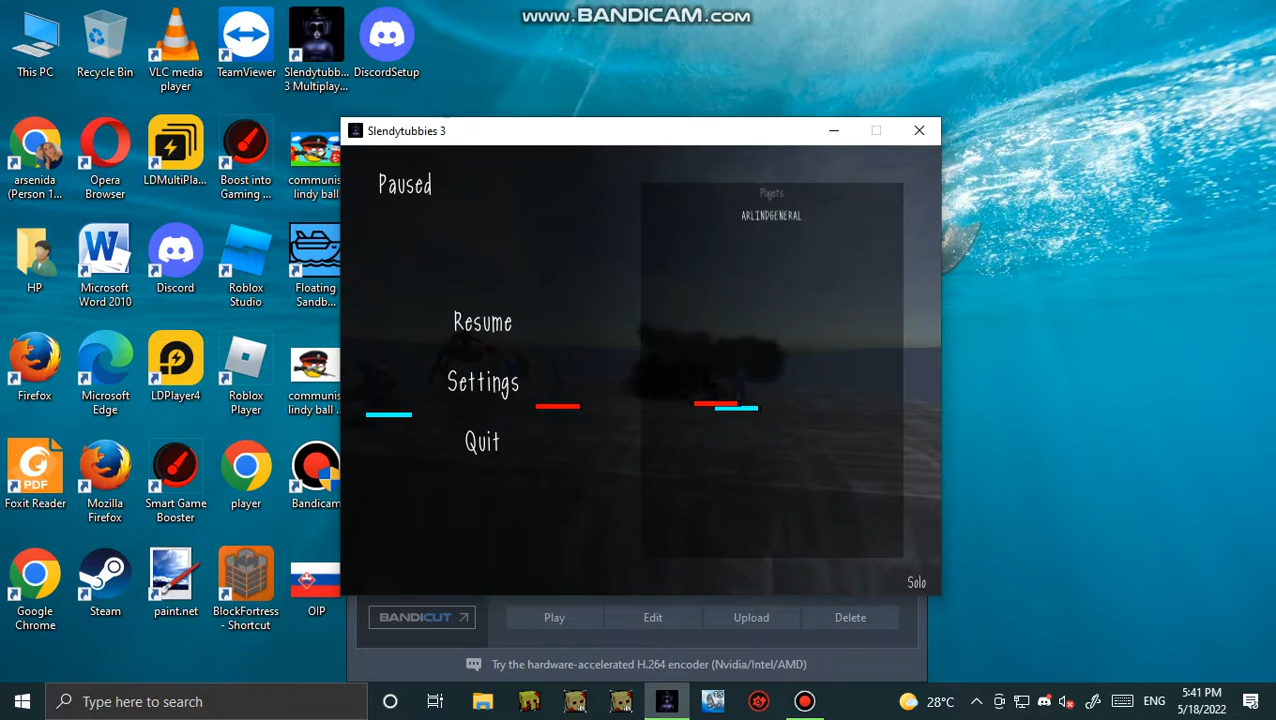 www.BANDICAM.com
This PC
Recycle Bin
VLC media
player
TeamViewer
Slendytubb...
3 Multiplay...
DiscordSetup
arsenida
(Person 1...
Opera
Browser
LDMultiPla...
Boost into
Gaming ...
communis
lindy ball
HP
Microsoft
Word 2010
Discord
Roblox
Studio
Floating
Sandb...
Firefox
Microsoft
Edge
LDPlayer4
Roblox
Player
communis
lindy ball
PDF
Foxit Reader
Mozilla
Firefox
Smart Game
Booster
player
Bandicam
Google
Chrome
Steam
paint.net
BlockFortress
- Shortcut
OIP
Slendytubbies 3
Paused
Players
ARLINDGENERAL
Resume
Settings
Quit
Solo
BANDICUT
Play
Edit
Upload
Delete
Try the hardware-accelerated H.264 encoder (Nvidia/Intel/AMD)
Type here to search
28°C
ENG
5:41 PM
5/18/2022